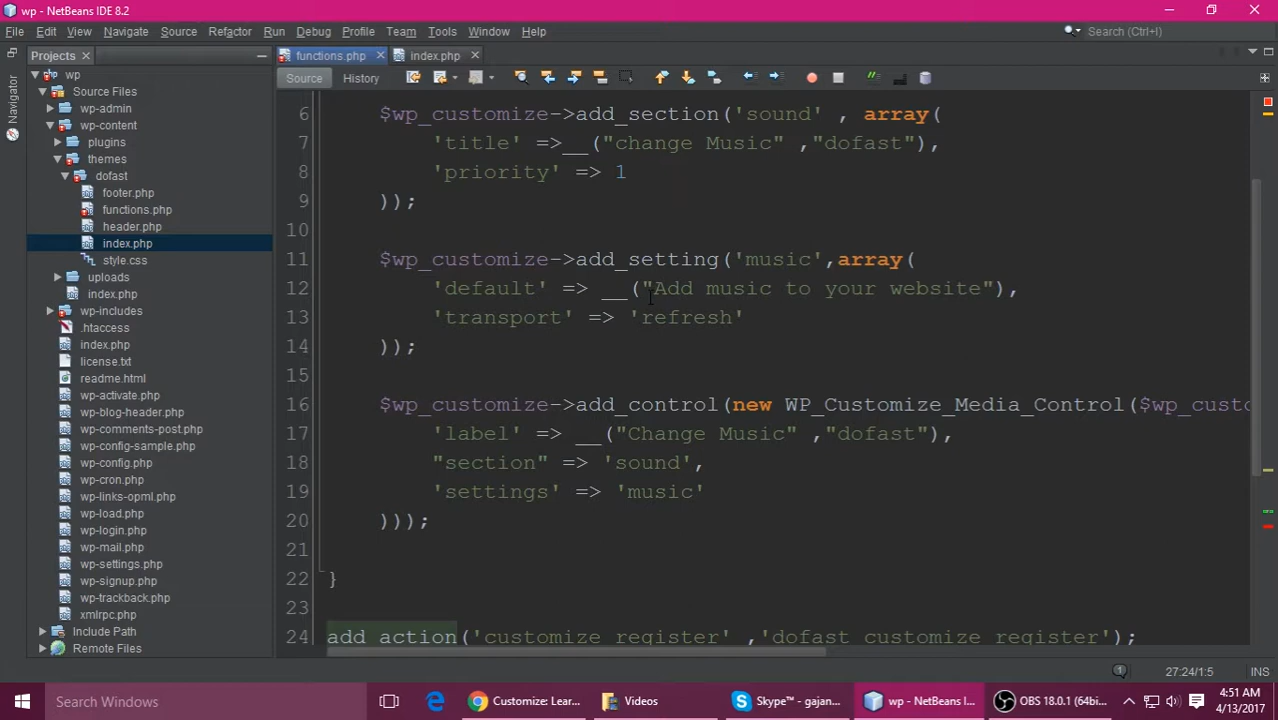 wp - NetBeans IDE 8.2
File Edit View Navigate Source Refactor Run Debug Profile Team Tools Window Help
Search (Ctrl+I)
Projects
functions.php
index.php
Navigator
Source
History
wp
Source Files
wp-admin
wp-content
plugins
themes
dofast
footer.php
functions.php
header.php
index.php
style.css
uploads
index.php
wp-includes
.htaccess
index.php
license.txt
readme.html
wp-activate.php
wp-blog-header.php
wp-comments-post.php
wp-config-sample.php
wp-config.php
wp-cron.php
wp-links-opml.php
wp-load.php
wp-login.php
wp-mail.php
wp-settings.php
wp-signup.php
wp-trackback.php
xmlrpc.php
Include Path
Remote Files
6 $wp_customize->add_section('sound' , array(
7 'title' =>__("change Music" ,"dofast"),
8 'priority' => 1
9 ));
10
11 $wp_customize->add_setting('music',array(
12 'default' => __("Add music to your website"),
13 'transport' => 'refresh'
14 ));
15
16 $wp_customize->add_control(new WP_Customize_Media_Control($wp_custo
17 'label' => __("Change Music" ,"dofast"),
18 "section" => 'sound',
19 'settings' => 'music'
20 )));
21
22 }
23
24 add_action('customize_register' ,'dofast_customize_register');
1
27:24/1:5
INS
Search Windows
Customize: Lear...
Videos
Skype™ - gajan...
wp - NetBeans I...
OBS 18.0.1 (64bi...
4:51 AM
4/13/2017